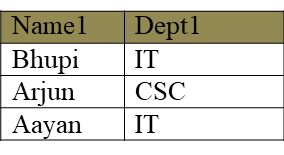 Name1 Dept1
Bhupi IT
Arjun CSC
Aayan IT